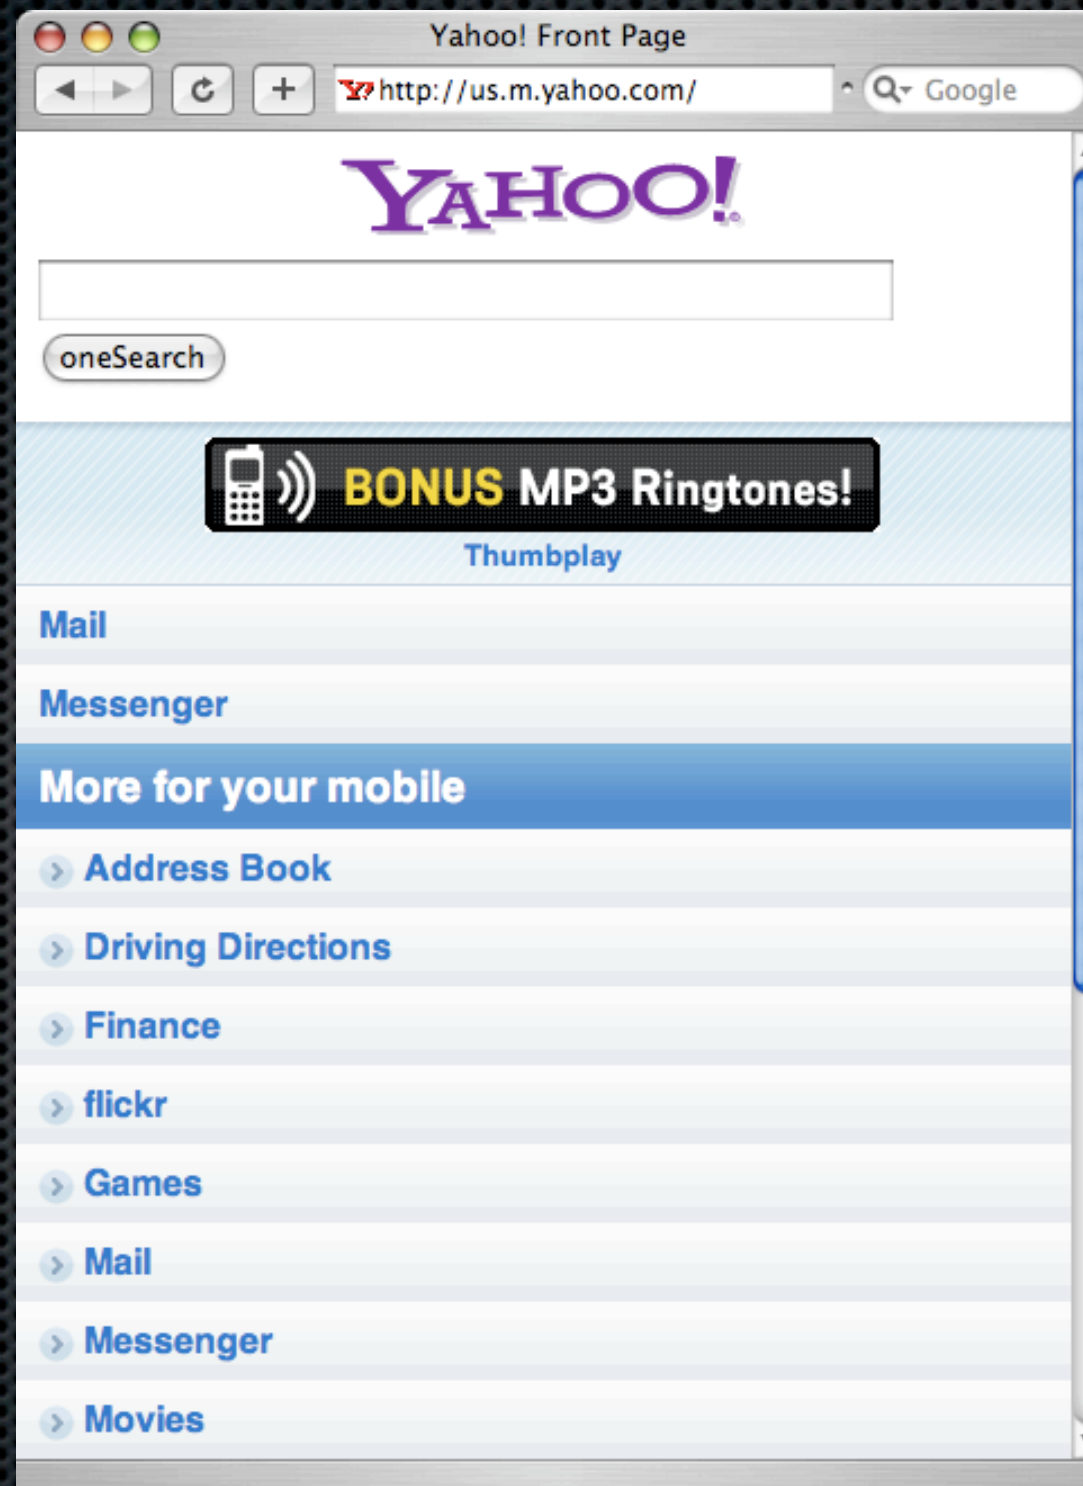 Yahoo! Front Page
http://us.m.yahoo.com/
Google
YAHOO!
oneSearch
BONUS MP3 Ringtones!
Thumbplay
Mail
Messenger
More for your mobile
Address Book
Driving Directions
Finance
flickr
Games
Mail
Messenger
Movies